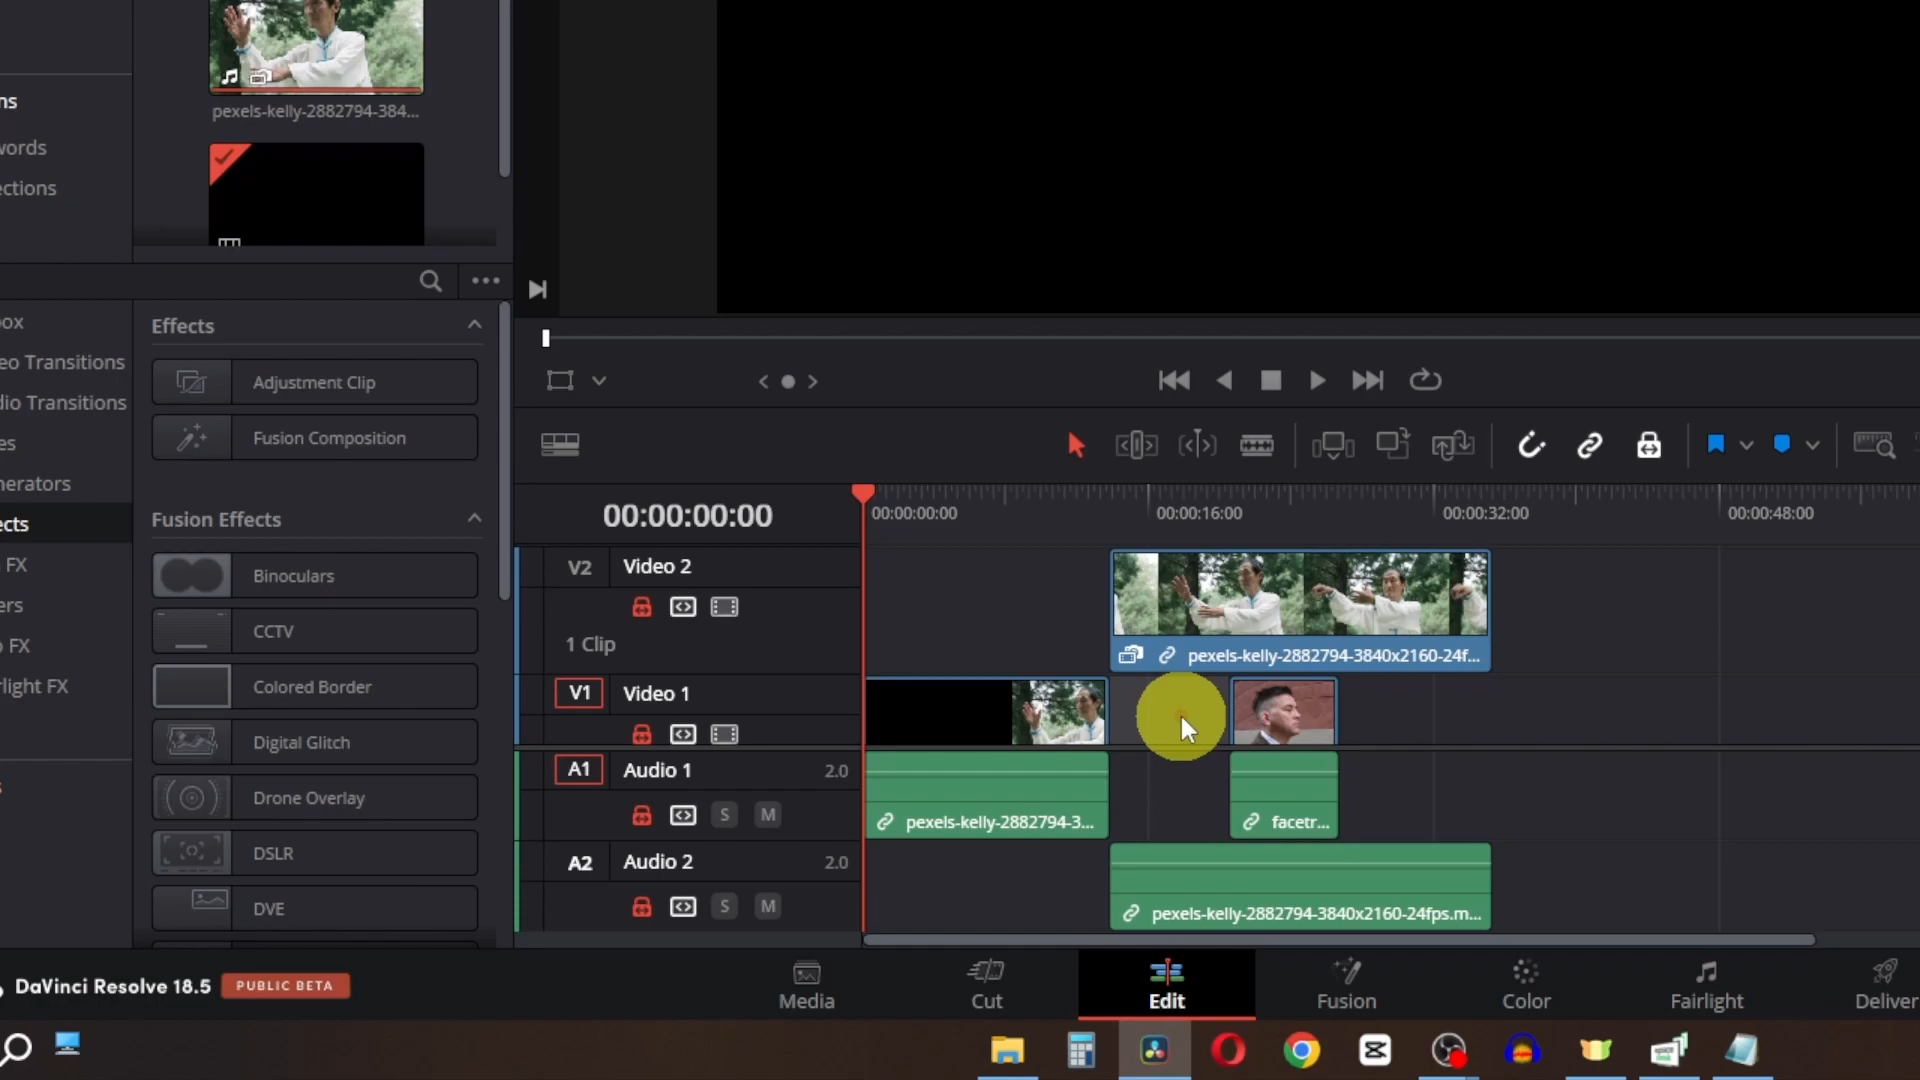 ns
pexels-kelly-2882794-384...
words
ections
ox
eo Transitions
dio Transitions
es
nerators
ects
FX
ers
FX
light FX
Effects
Adjustment Clip
Fusion Composition
Fusion Effects
Binoculars
CCTV
Colored Border
Digital Glitch
Drone Overlay
DSLR
DVE
00:00:00:00
00:00:00:00
00:00:16:00
00:00:32:00
00:00:48:00
V2 Video 2
1 Clip
pexels-kelly-2882794-3840x2160-24f...
V1 Video 1
A1 Audio 1 2.0
S M
pexels-kelly-2882794-3...
facetr...
A2 Audio 2 2.0
S M
pexels-kelly-2882794-3840x2160-24fps.m...
DaVinci Resolve 18.5 PUBLIC BETA
Media
Cut
Edit
Fusion
Color
Fairlight
Deliver